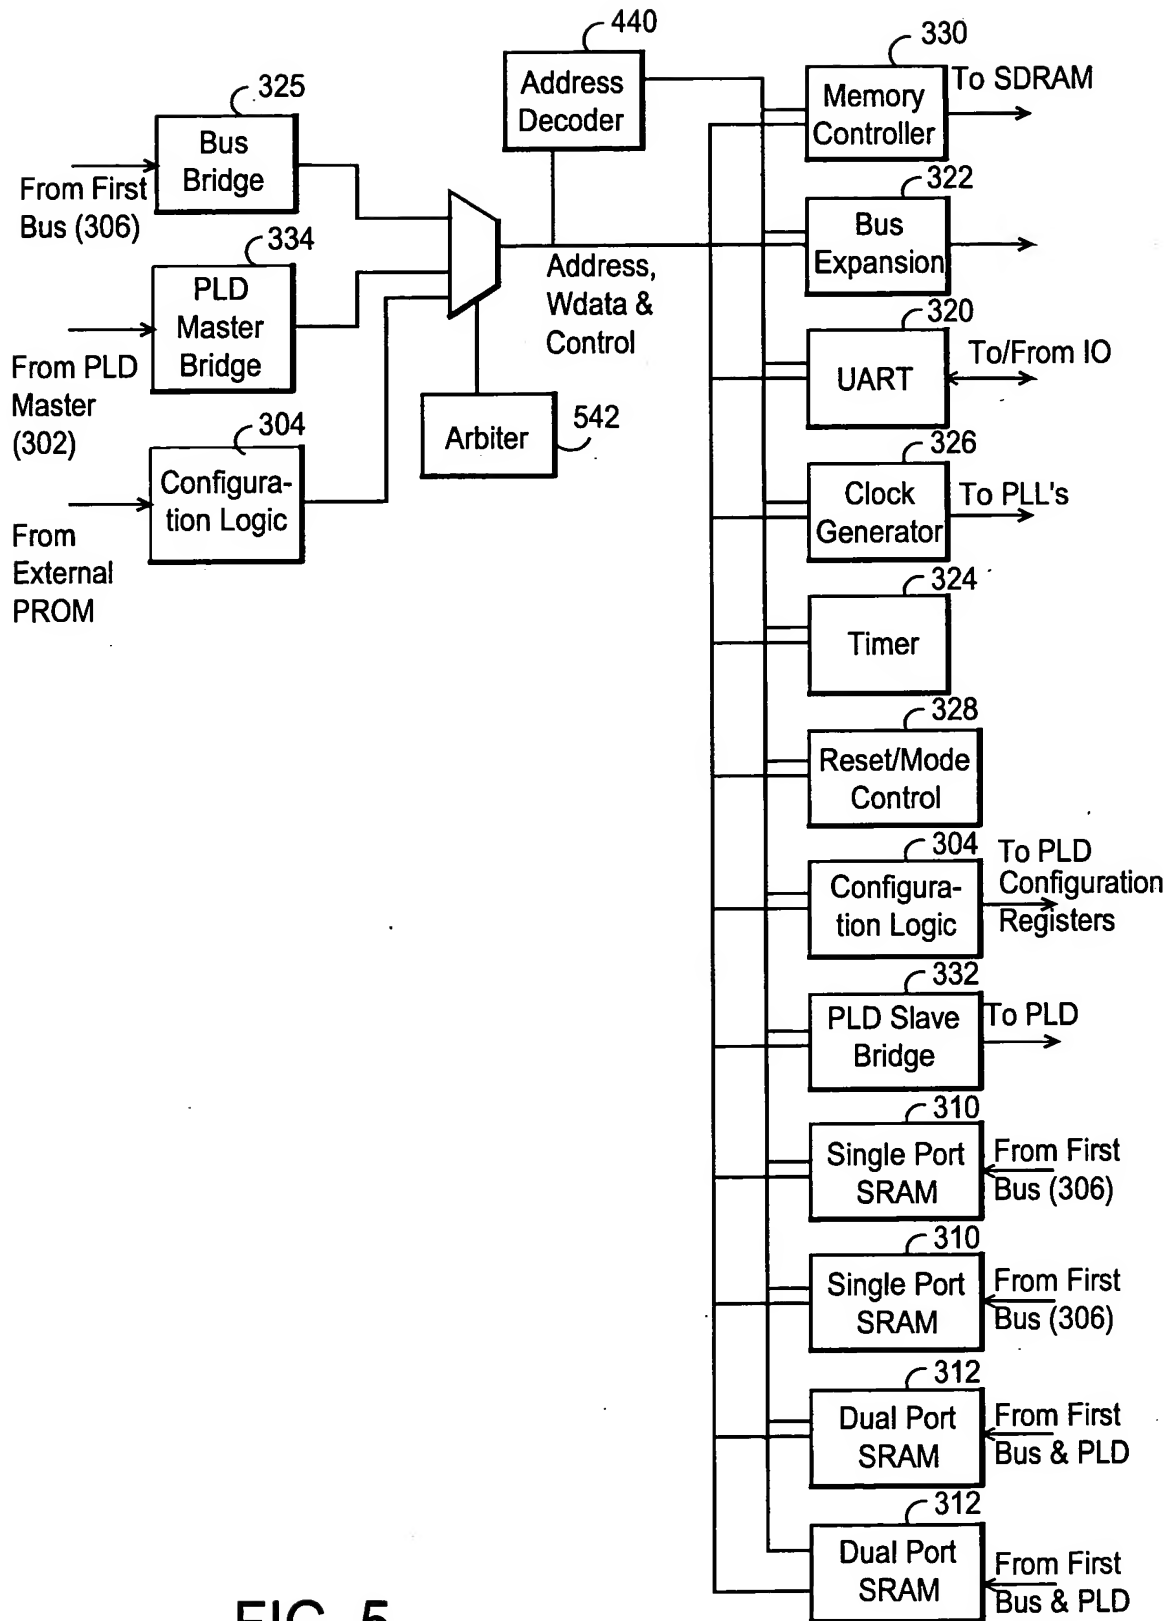 440
Address
Decoder
325
Bus
Bridge
From First
Bus (306)
334
PLD
Master
Bridge
From PLD
Master
(302)
304
Configura-
tion Logic
From
External
PROM
Arbiter
542
Address,
Wdata &
Control
330
Memory
Controller
To SDRAM
322
Bus
Expansion
320
UART
To/From IO
326
Clock
Generator
To PLL's
324
Timer
328
Reset/Mode
Control
304
Configura-
tion Logic
To PLD
Configuration
Registers
332
PLD Slave
Bridge
To PLD
310
Single Port
SRAM
From First
Bus (306)
310
Single Port
SRAM
From First
Bus (306)
312
Dual Port
SRAM
From First
Bus & PLD
312
Dual Port
SRAM
From First
Bus & PLD
FIG. 5